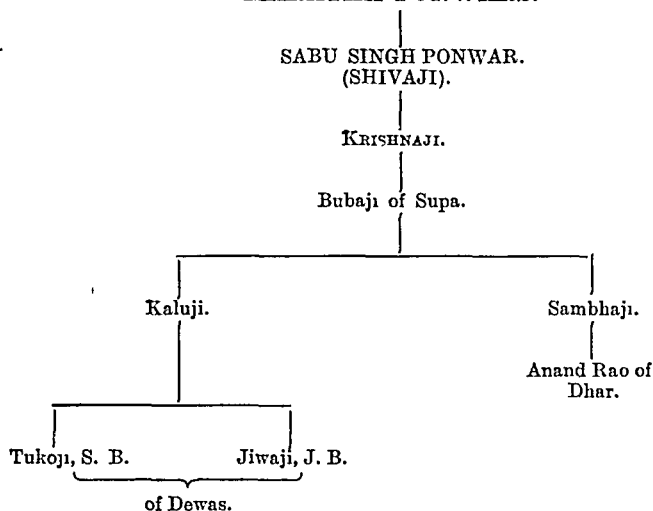 SABU SINGH PONWAR.
(SHIVAJI).
KRISHNAJI.
Bubaji of Supa.
Kaluji.
Sambhaji.
Anand Rao of
Dhar.
Tukoji, S. B.
Jiwaji, J. B.
of Dewas.